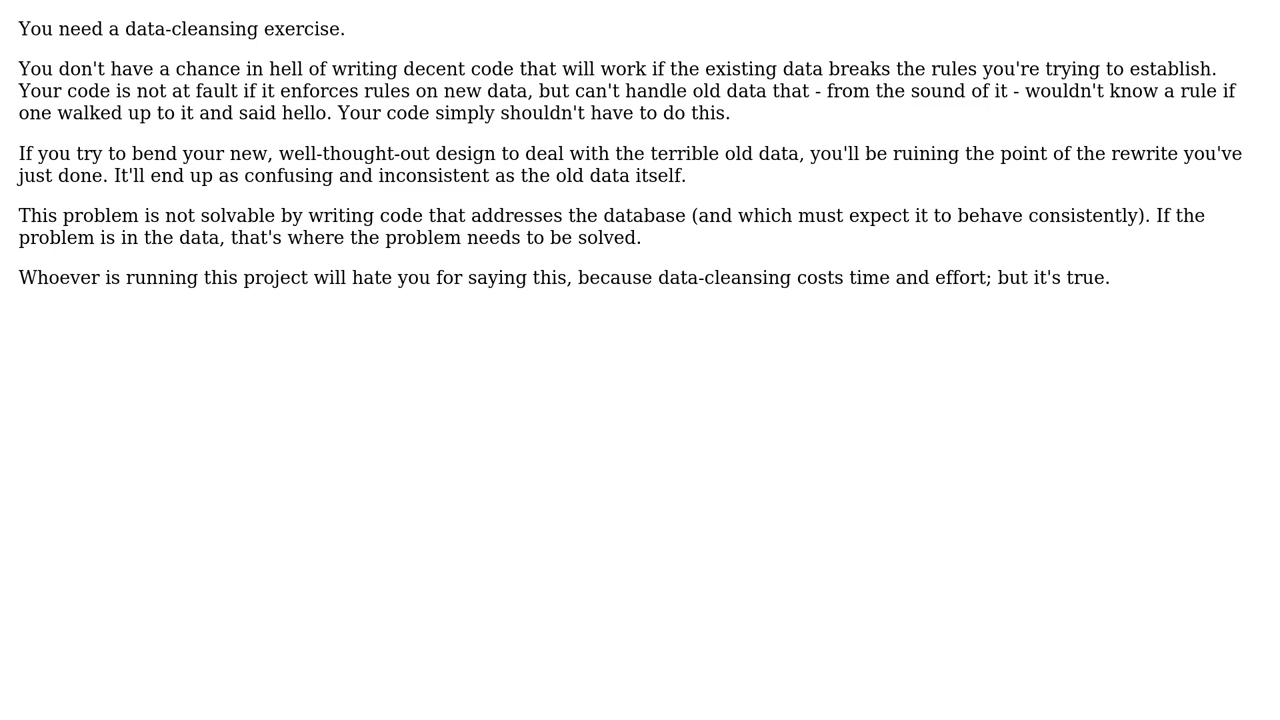 You need a data-cleansing exercise.
You don't have a chance in hell of writing decent code that will work if the existing data breaks the rules you're trying to establish.
Your code is not at fault if it enforces rules on new data, but can't handle old data that - from the sound of it - wouldn't know a rule if
one walked up to it and said hello. Your code simply shouldn't have to do this.
If you try to bend your new, well-thought-out design to deal with the terrible old data, you'll be ruining the point of the rewrite you've
just done. It'll end up as confusing and inconsistent as the old data itself.
This problem is not solvable by writing code that addresses the database (and which must expect it to behave consistently). If the
problem is in the data, that's where the problem needs to be solved.
Whoever is running this project will hate you for saying this, because data-cleansing costs time and effort; but it's true.